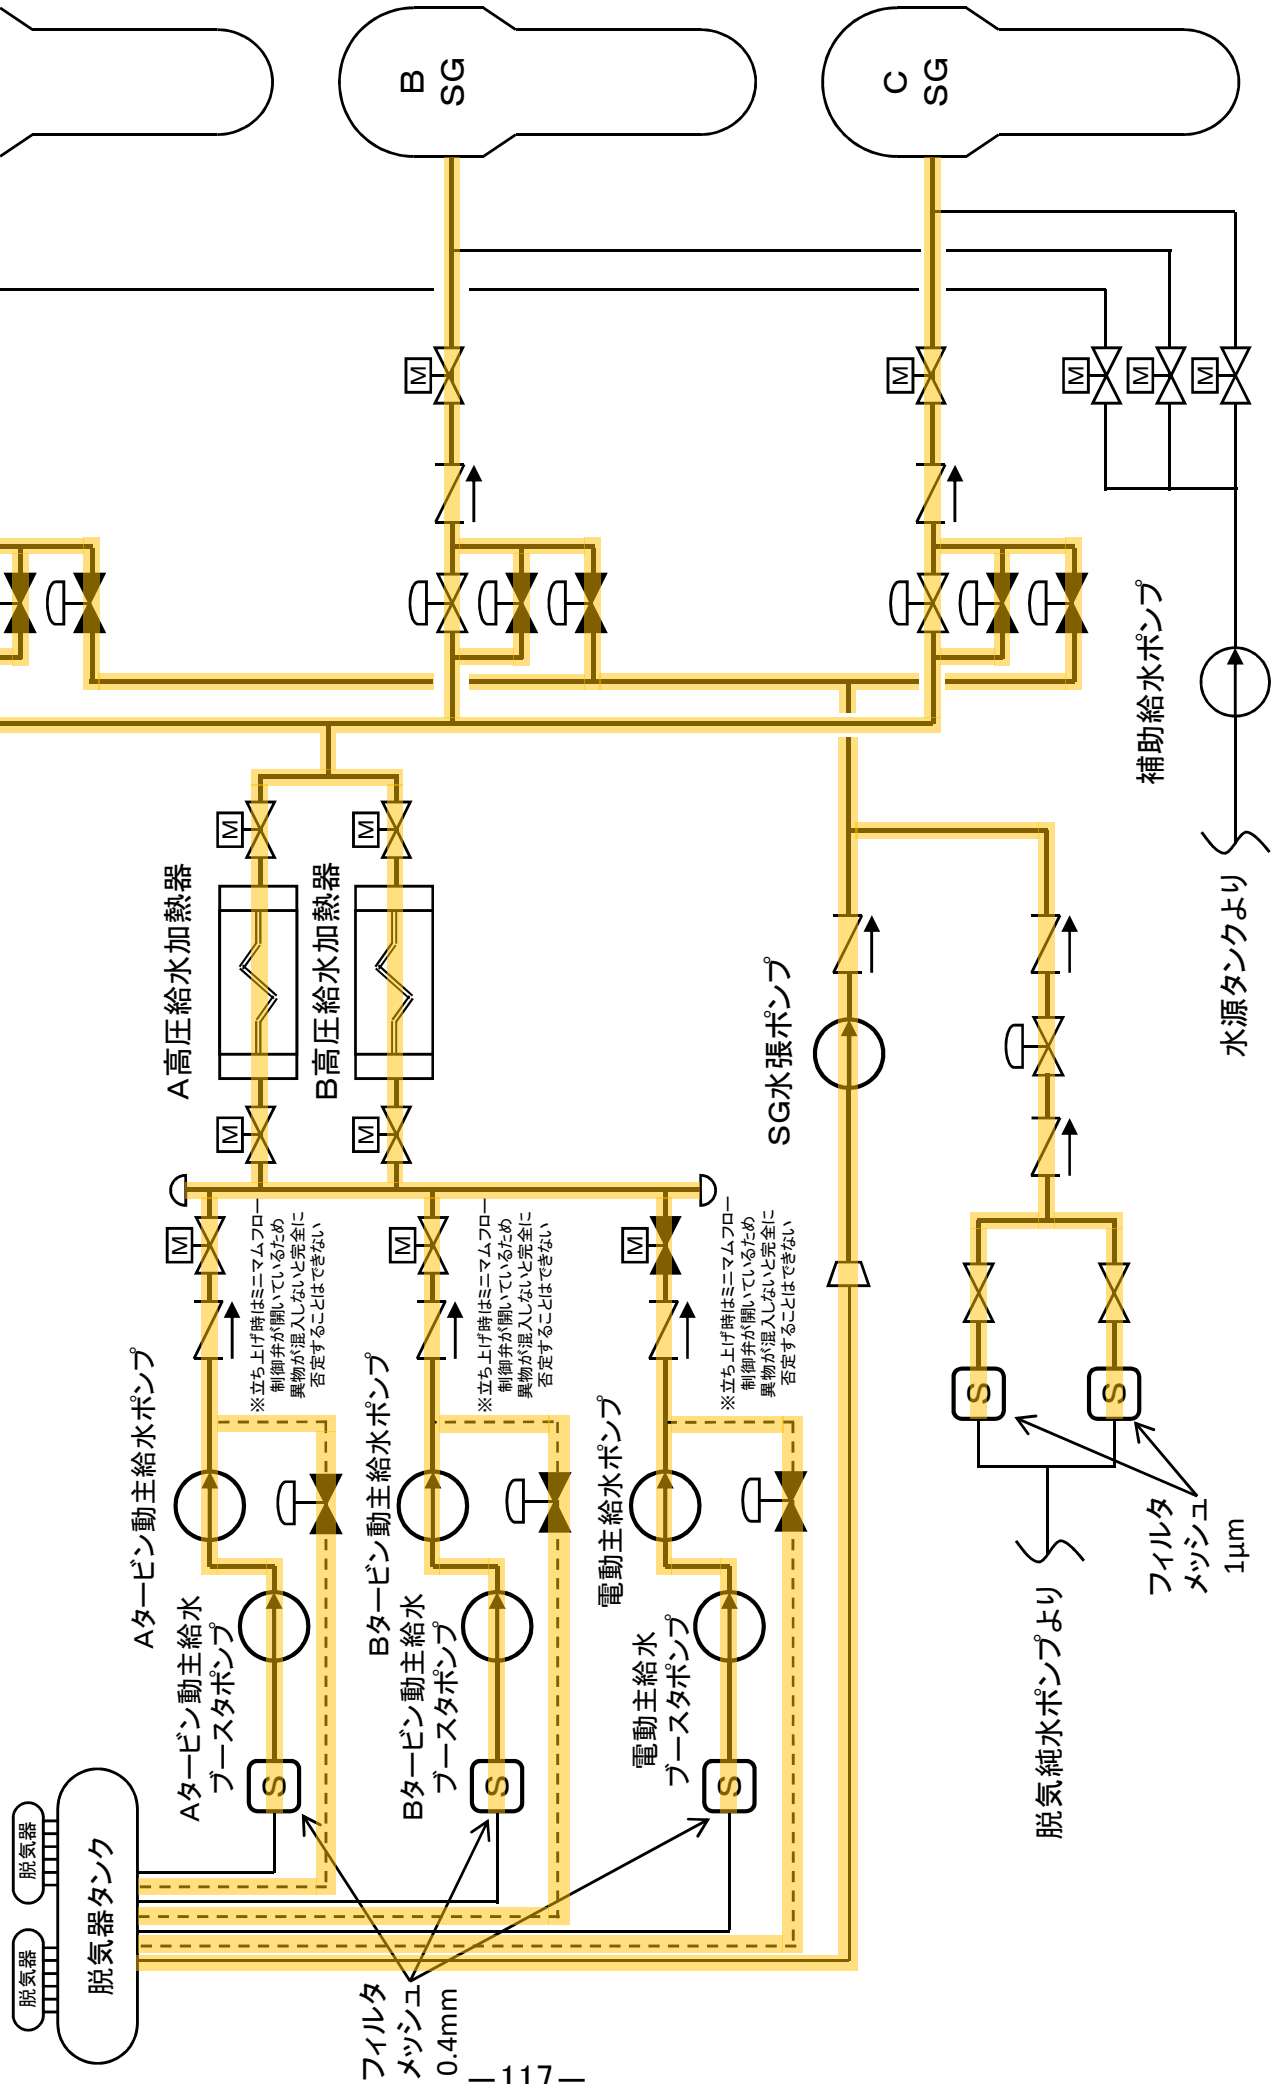 B
SG
C
SG
M
M
M
M
M
補助給水ポンプ
水源タンクより
M
M
A高圧給水加熱器
B高圧給水加熱器
M
M
SG水張ポンプ
M
M
M
※立ち上げ時はミニマムフロー
制御弁が開いているため
異物が混入しないと完全に
否定することはできない
※立ち上げ時はミニマムフロー
制御弁が開いているため
異物が混入しないと完全に
否定することはできない
※立ち上げ時はミニマムフロー
制御弁が開いているため
異物が混入しないと完全に
否定することはできない
Aタービン動主給水ポンプ
Bタービン動主給水ポンプ
電動主給水ポンプ
Aタービン動主給水
ブースタポンプ
Bタービン動主給水
ブースタポンプ
電動主給水
ブースタポンプ
S
S
S
S
S
フィルタ
メッシュ
1μm
脱気純水ポンプより
脱気器
脱気器
脱気器タンク
フィルタ
メッシュ
0.4mm
－117－